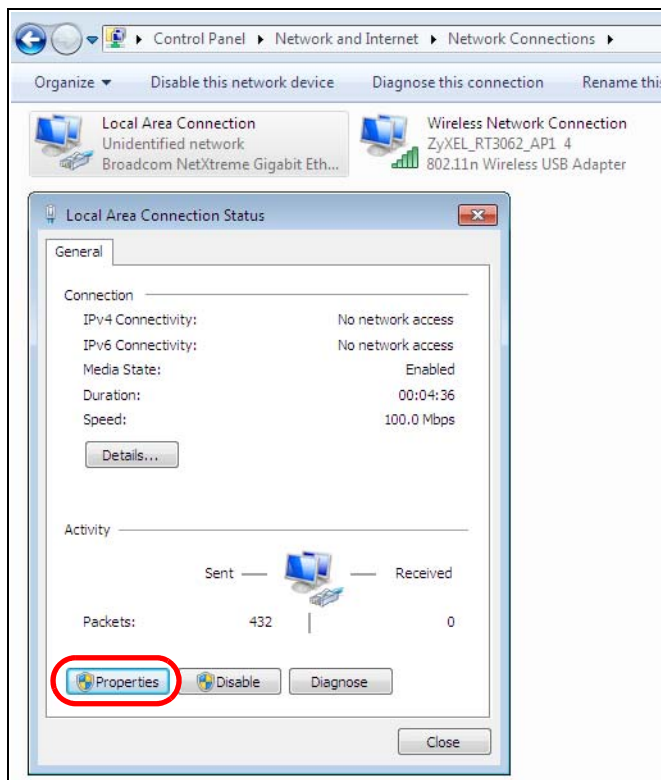 Control Panel Network and Internet Network Connections
Organize Disable this network device Diagnose this connection Rename this
Local Area Connection
Unidentified network
Broadcom NetXtreme Gigabit Eth...
Wireless Network Connection
ZyXEL_RT3062_AP1 4
802.11n Wireless USB Adapter
Local Area Connection Status
General
Connection
IPv4 Connectivity: No network access
IPv6 Connectivity: No network access
Media State: Enabled
Duration: 00:04:36
Speed: 100.0 Mbps
Details...
Activity
Sent Received
Packets: 432 0
Properties Disable Diagnose
Close